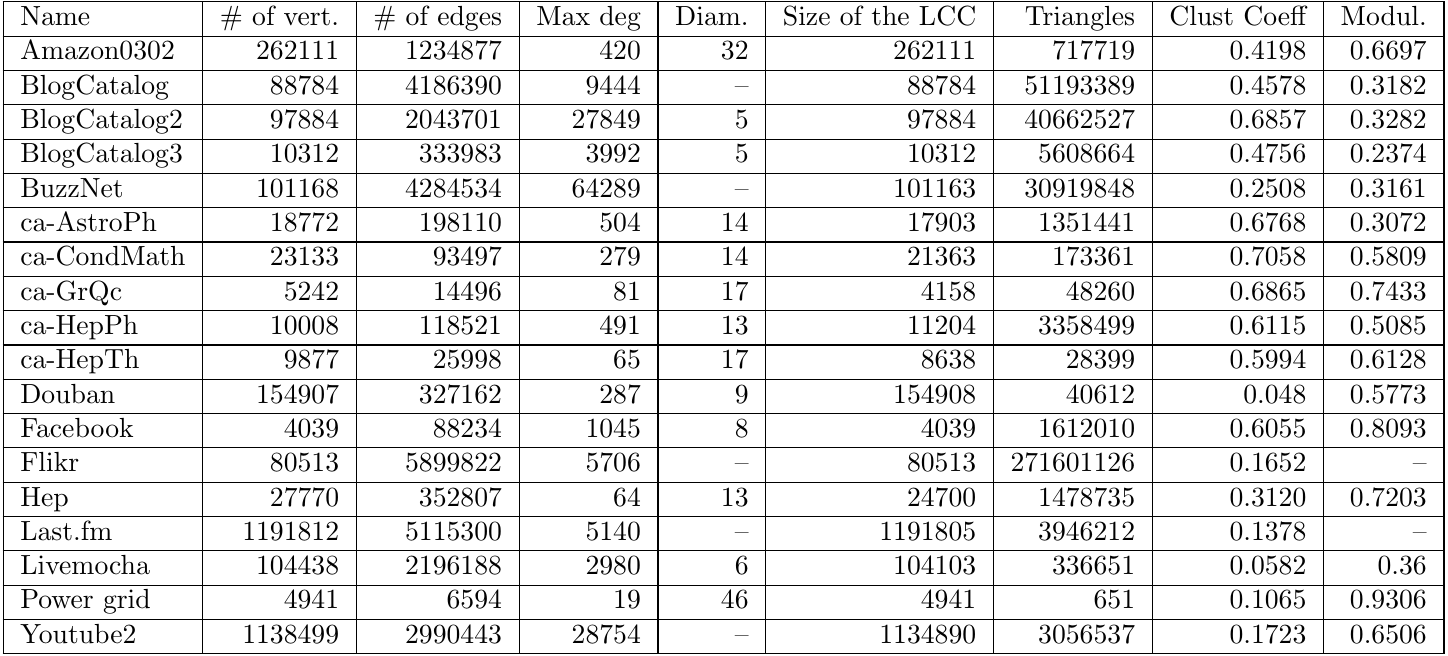 Name # of vert. # of edges Max deg Diam. Size of the LCC Triangles Clust Coeff Modul.
Amazon0302 262111 1234877 420 32 262111 717719 0.4198 0.6697
BlogCatalog 88784 4186390 9444 – 88784 51193389 0.4578 0.3182
BlogCatalog2 97884 2043701 27849 5 97884 40662527 0.6857 0.3282
BlogCatalog3 10312 333983 3992 5 10312 5608664 0.4756 0.2374
BuzzNet 101168 4284534 64289 – 101163 30919848 0.2508 0.3161
ca-AstroPh 18772 198110 504 14 17903 1351441 0.6768 0.3072
ca-CondMath 23133 93497 279 14 21363 173361 0.7058 0.5809
ca-GrQc 5242 14496 81 17 4158 48260 0.6865 0.7433
ca-HepPh 10008 118521 491 13 11204 3358499 0.6115 0.5085
ca-HepTh 9877 25998 65 17 8638 28399 0.5994 0.6128
Douban 154907 327162 287 9 154908 40612 0.048 0.5773
Facebook 4039 88234 1045 8 4039 1612010 0.6055 0.8093
Flikr 80513 5899822 5706 – 80513 271601126 0.1652 –
Hep 27770 352807 64 13 24700 1478735 0.3120 0.7203
Last.fm 1191812 5115300 5140 – 1191805 3946212 0.1378 –
Livemocha 104438 2196188 2980 6 104103 336651 0.0582 0.36
Power grid 4941 6594 19 46 4941 651 0.1065 0.9306
Youtube2 1138499 2990443 28754 – 1134890 3056537 0.1723 0.6506